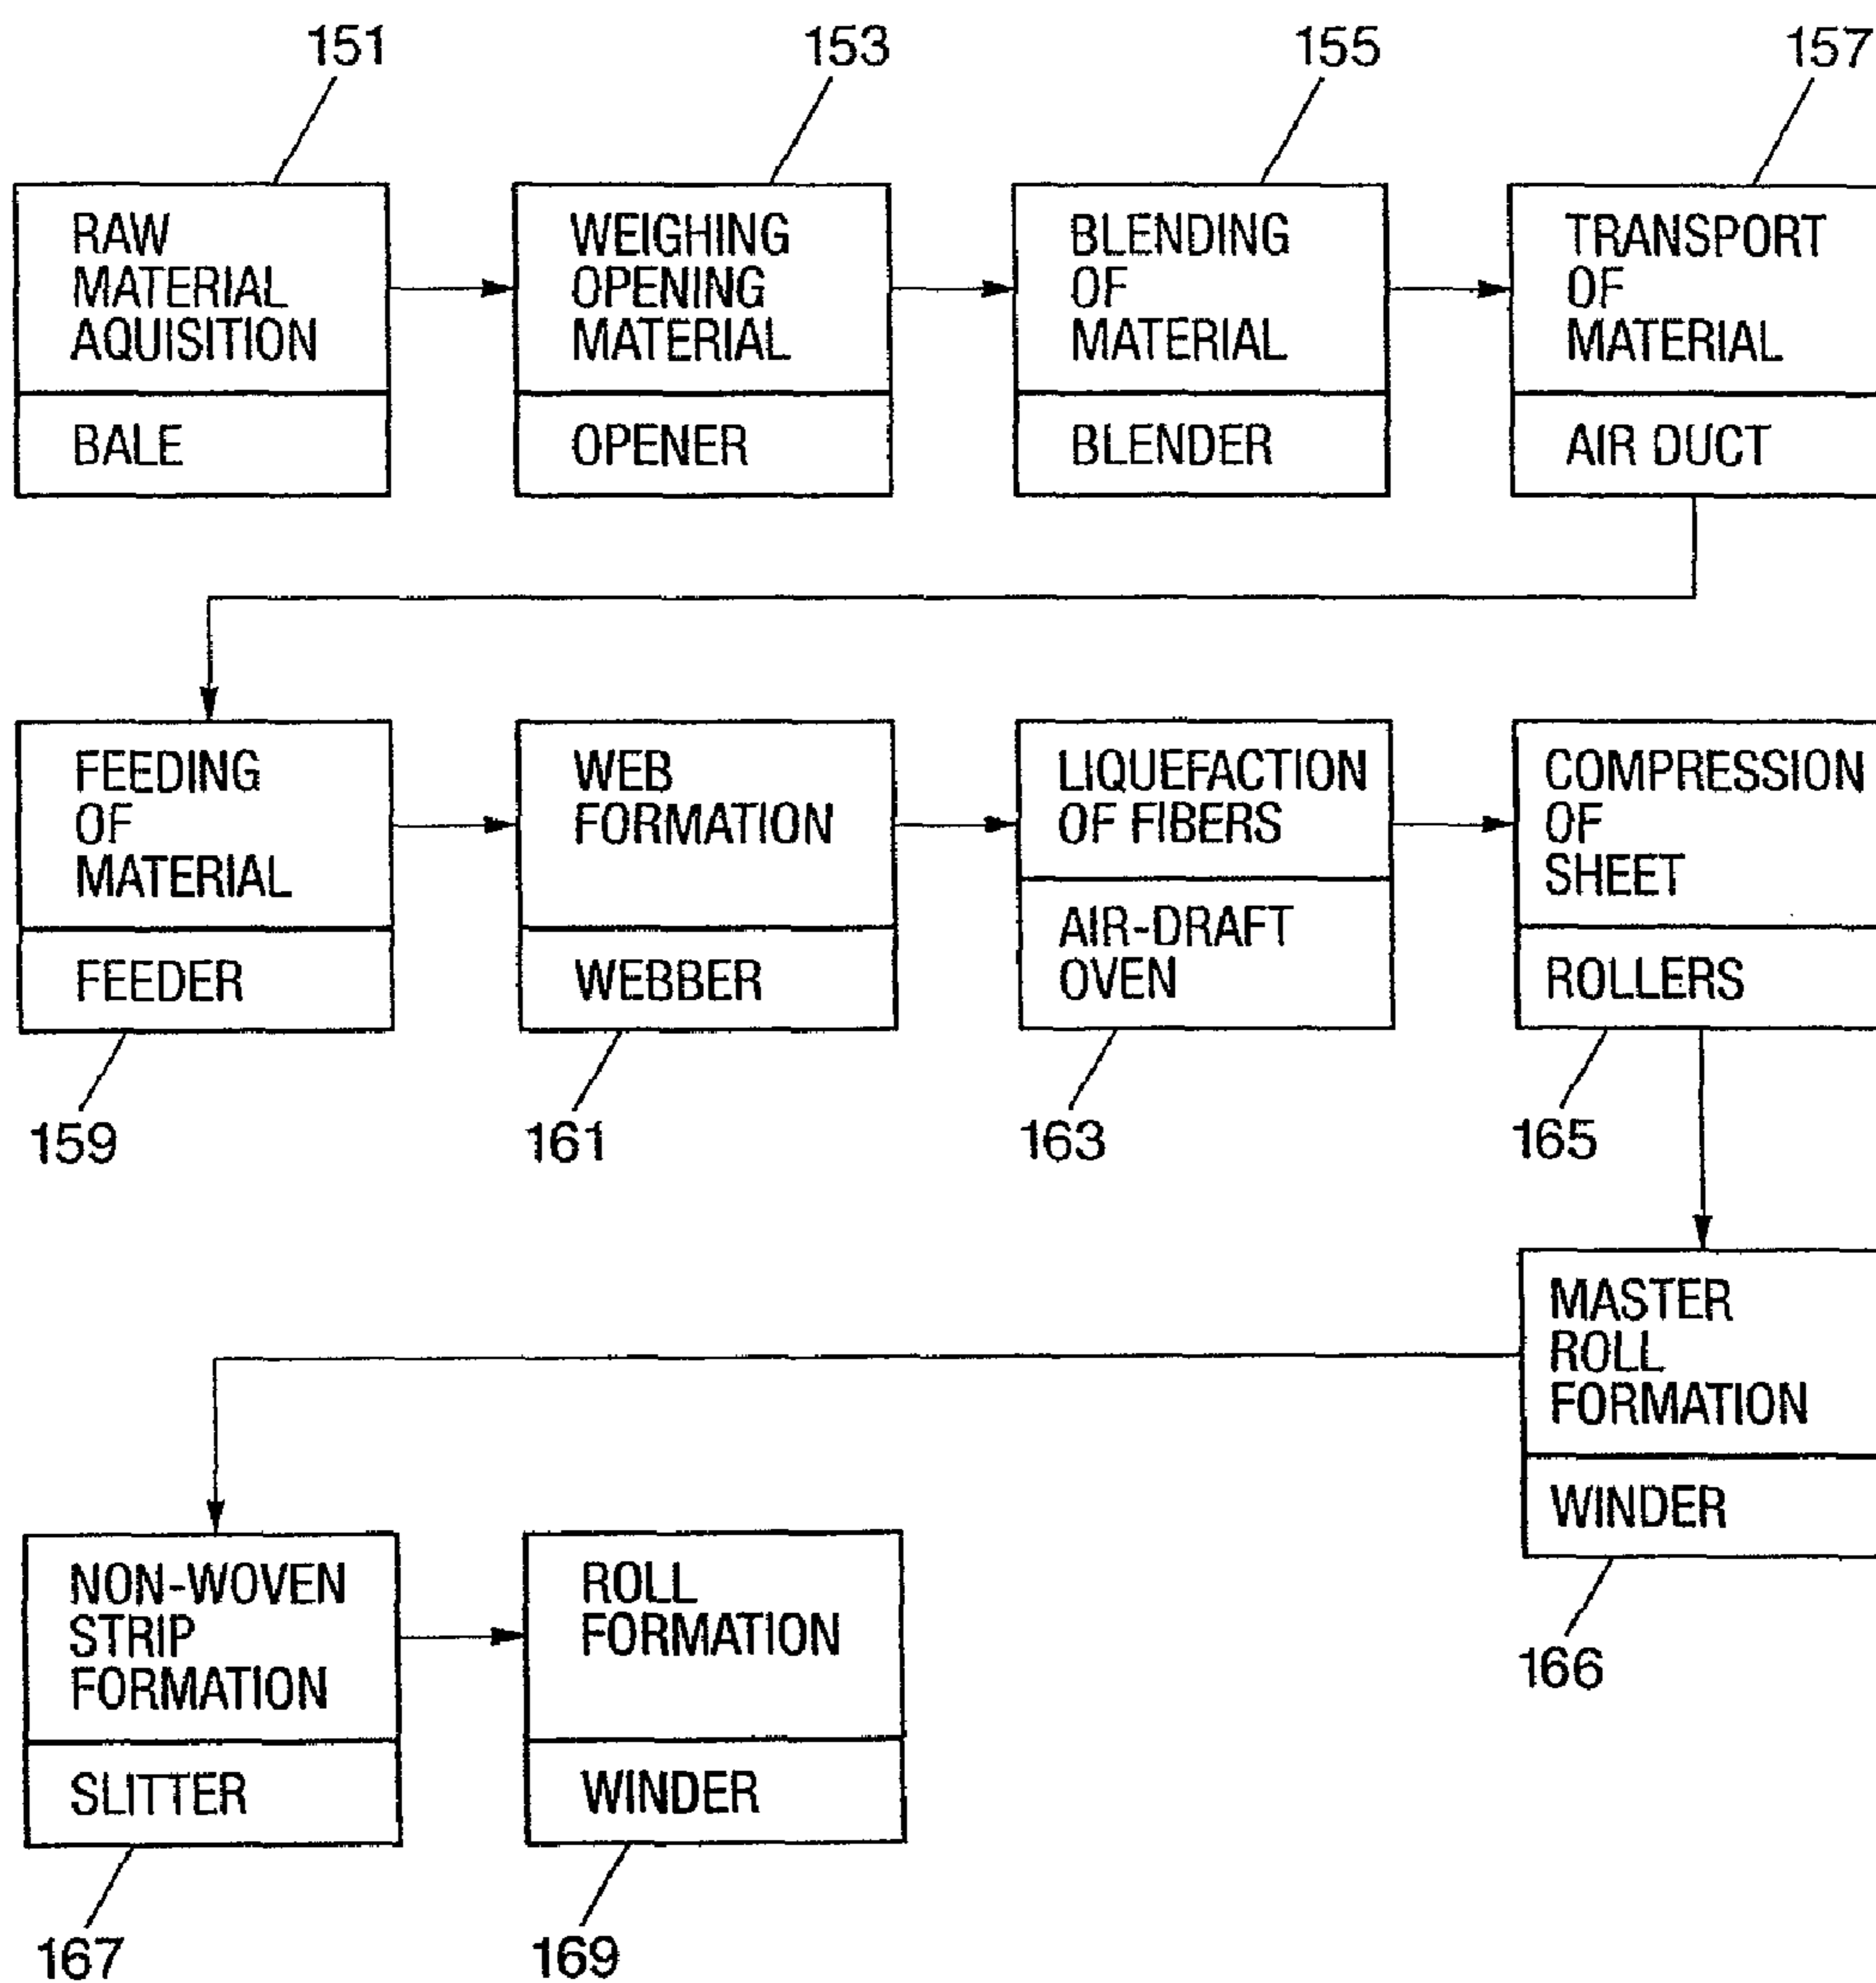 151
153
155
157
RAW
MATERIAL
AQUISITION
BALE
WEIGHING
OPENING
MATERIAL
OPENER
BLENDING
OF
MATERIAL
BLENDER
TRANSPORT
OF
MATERIAL
AIR DUCT
FEEDING
OF
MATERIAL
FEEDER
WEB
FORMATION
WEBBER
LIQUEFACTION
OF FIBERS
AIR-DRAFT
OVEN
COMPRESSION
OF
SHEET
ROLLERS
159
161
163
165
MASTER
ROLL
FORMATION
WINDER
166
NON-WOVEN
STRIP
FORMATION
SLITTER
ROLL
FORMATION
WINDER
167
169